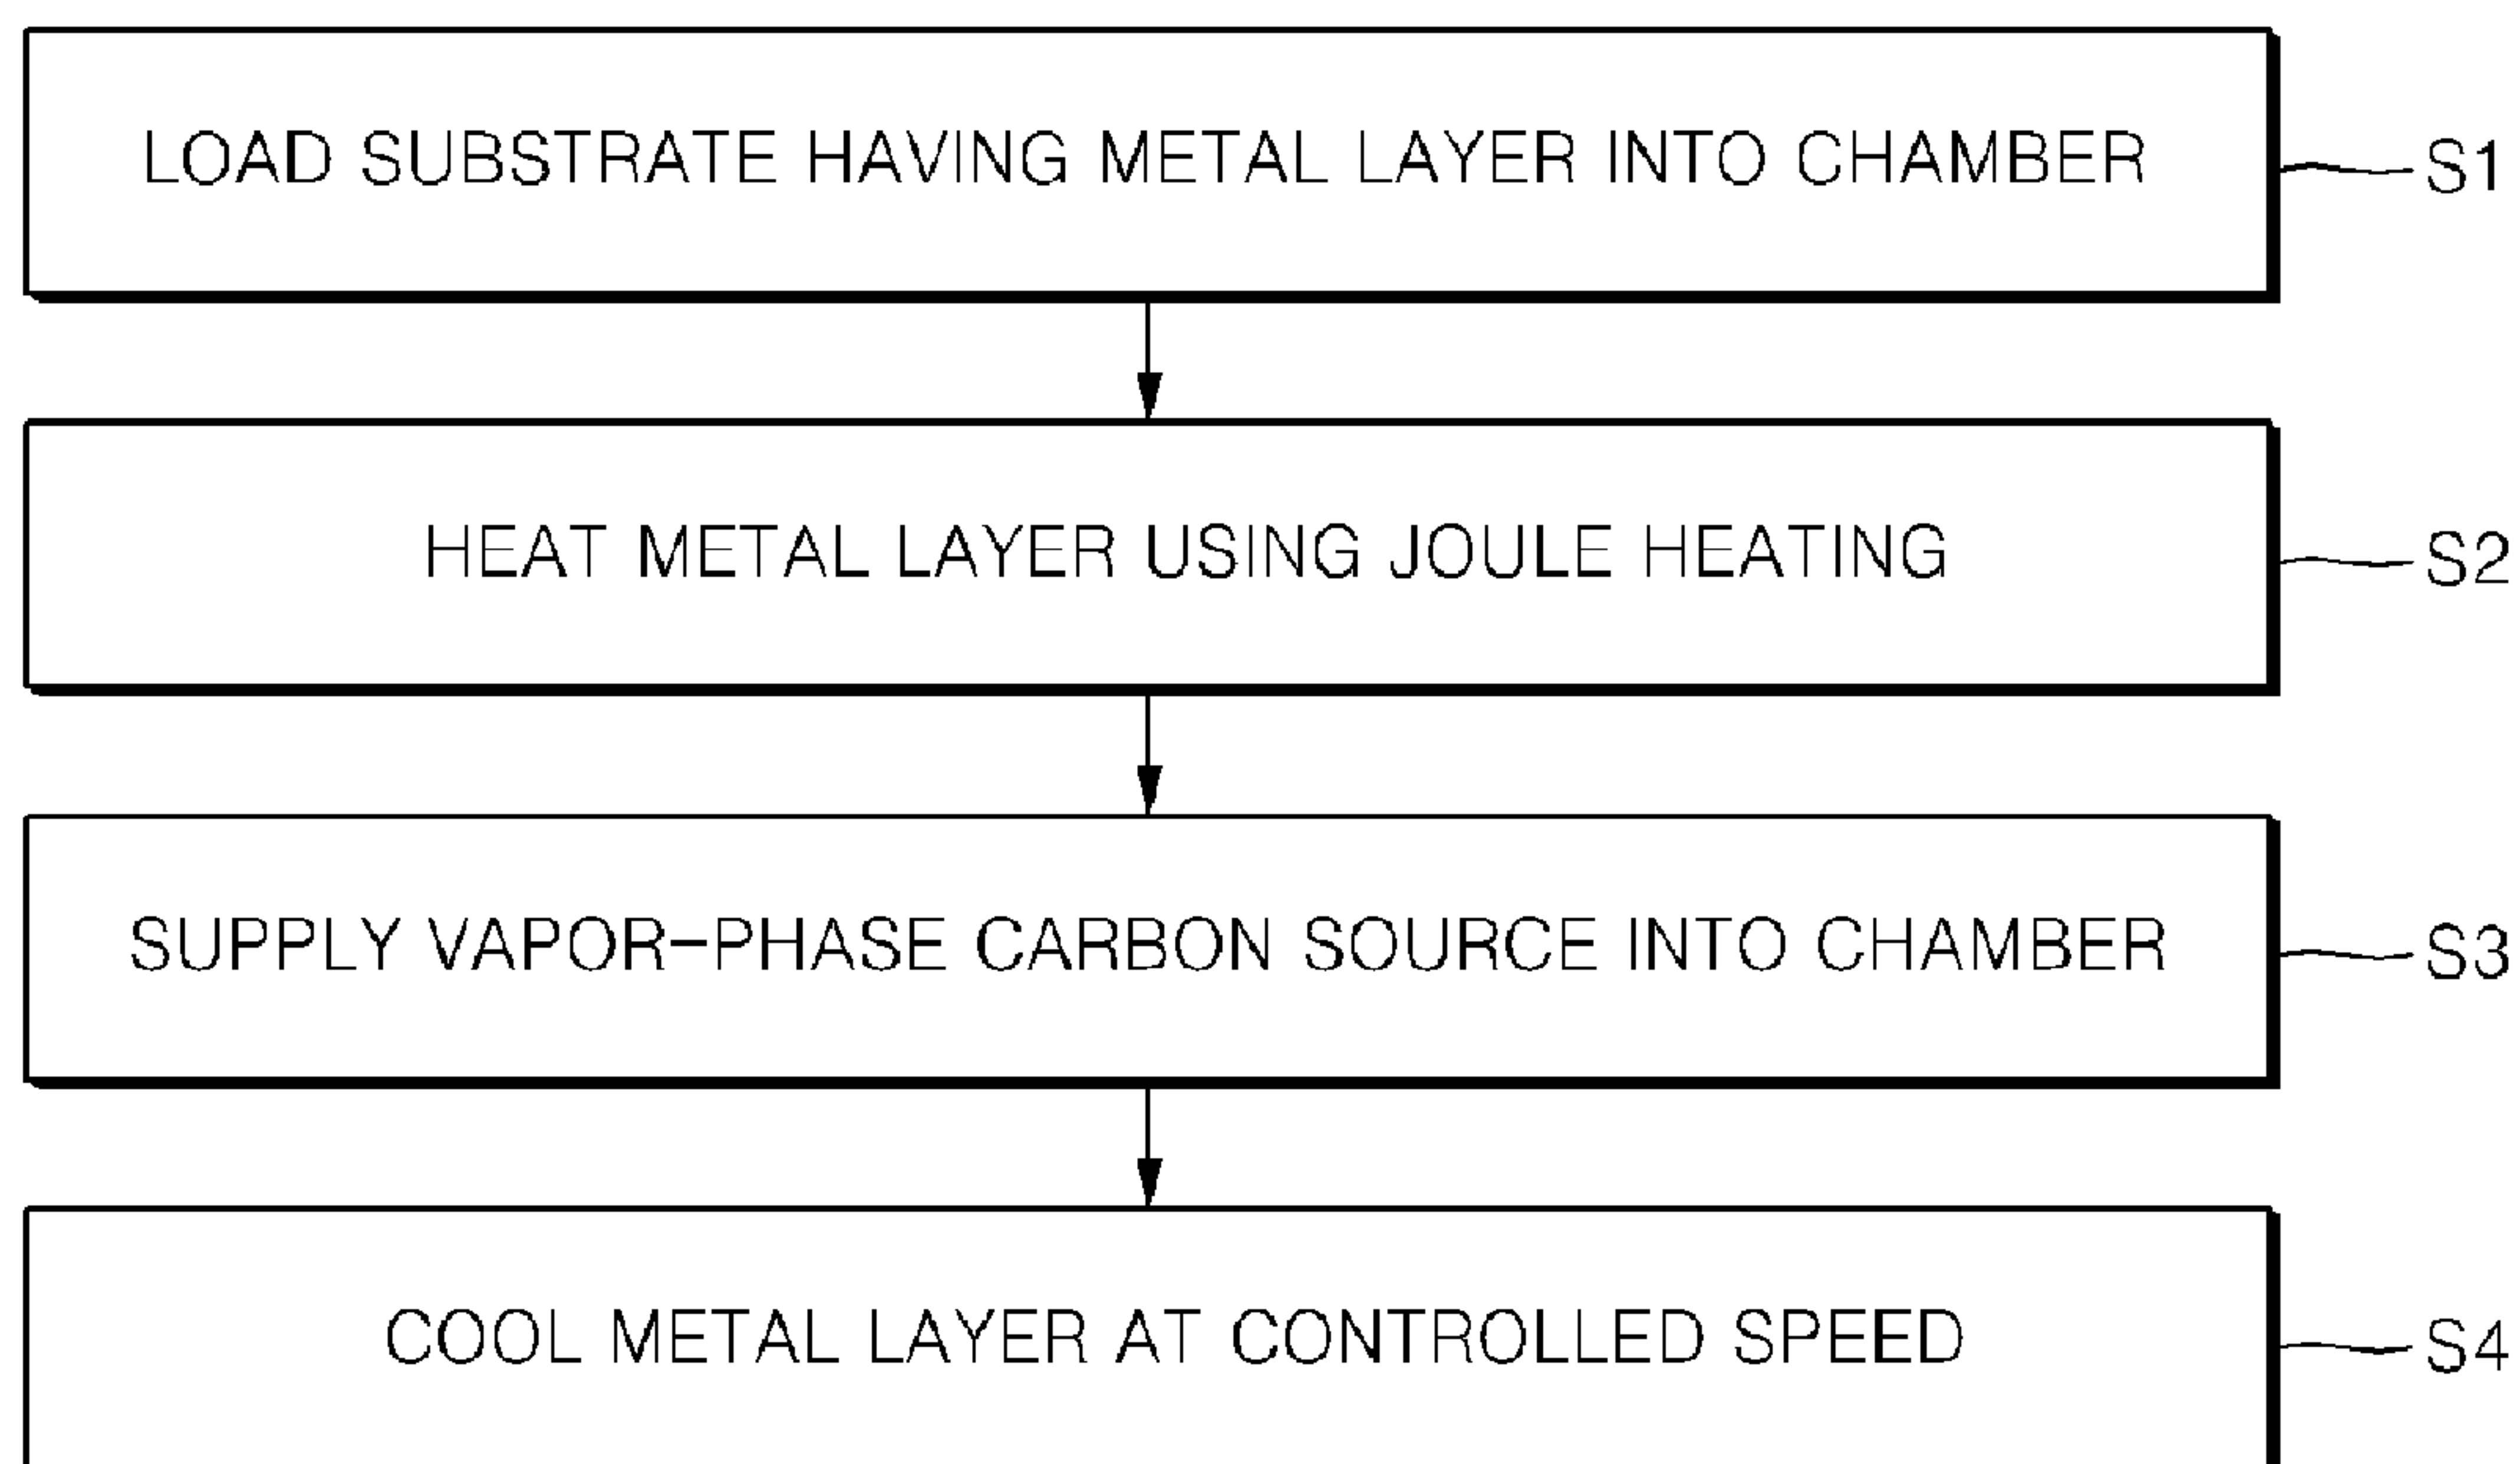 LOAD SUBSTRATE HAVING METAL LAYER INTO CHAMBER
S1
HEAT METAL LAYER USING JOULE HEATING
S2
SUPPLY VAPOR-PHASE CARBON SOURCE INTO CHAMBER
S3
COOL METAL LAYER AT CONTROLLED SPEED
S4